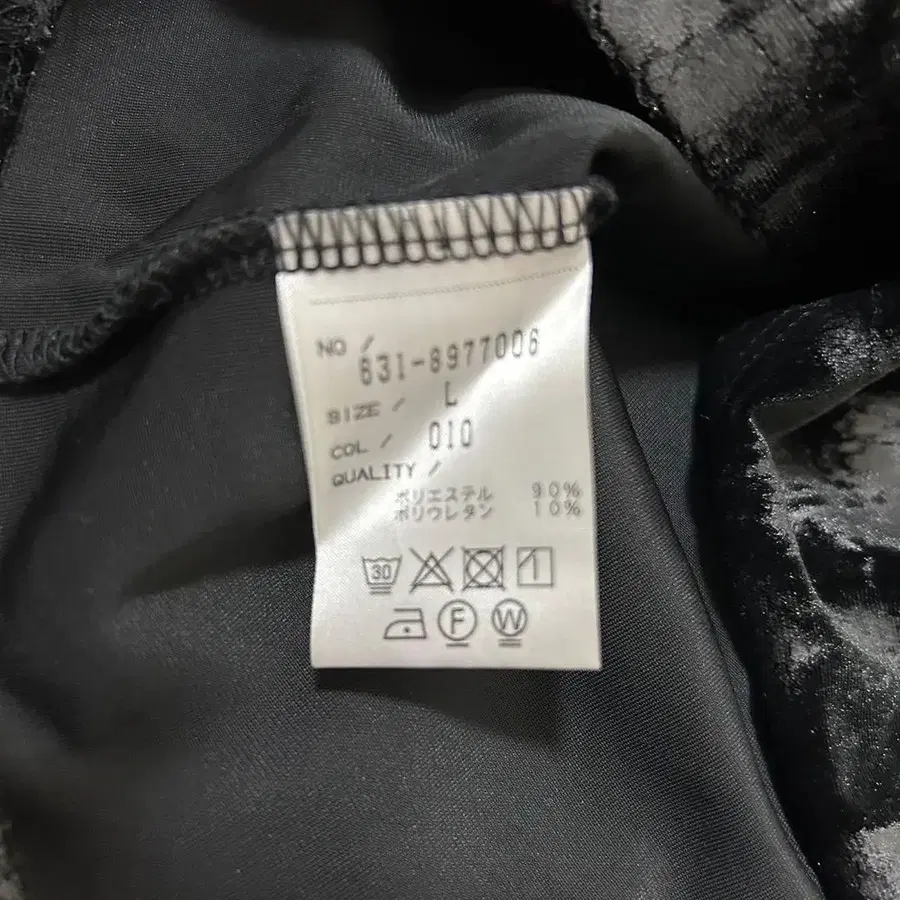 NO /
631-8977006
SIZE / L
COL / 010
QUALITY /
ポリエステル 90%
ポリウレタン 10%
30
F W